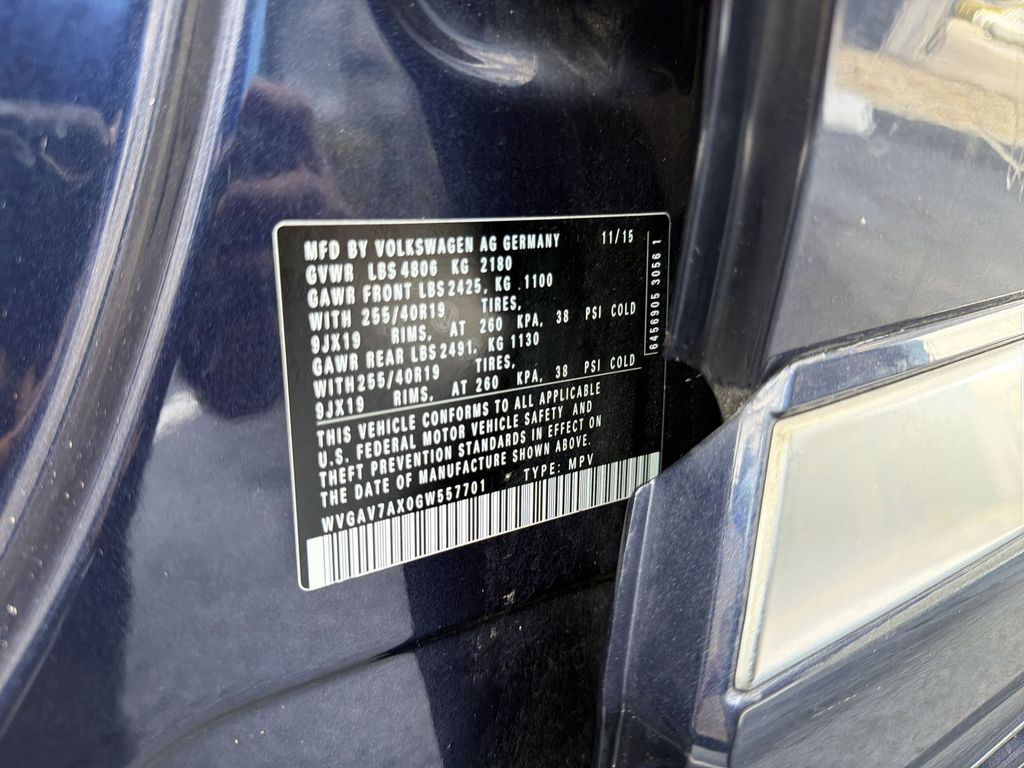 MFD BY VOLKSWAGEN AG GERMANY 11/15
GVWR LBS 4806 KG 2180
GAWR FRONT LBS 2425, KG 1100
WITH 255/40R19 TIRES,
9JX19 RIMS, AT 260 KPA, 38 PSI COLD
GAWR REAR LBS 2491, KG 1130
WITH 255/40R19 TIRES,
9JX19 RIMS, AT 260 KPA, 38 PSI COLD
THIS VEHICLE CONFORMS TO ALL APPLICABLE
U.S. FEDERAL MOTOR VEHICLE SAFETY AND
THEFT PREVENTION STANDARDS IN EFFECT ON
THE DATE OF MANUFACTURE SHOWN ABOVE.
WVGAV7AX0GW557701 TYPE: MPV
6456905 3056 1